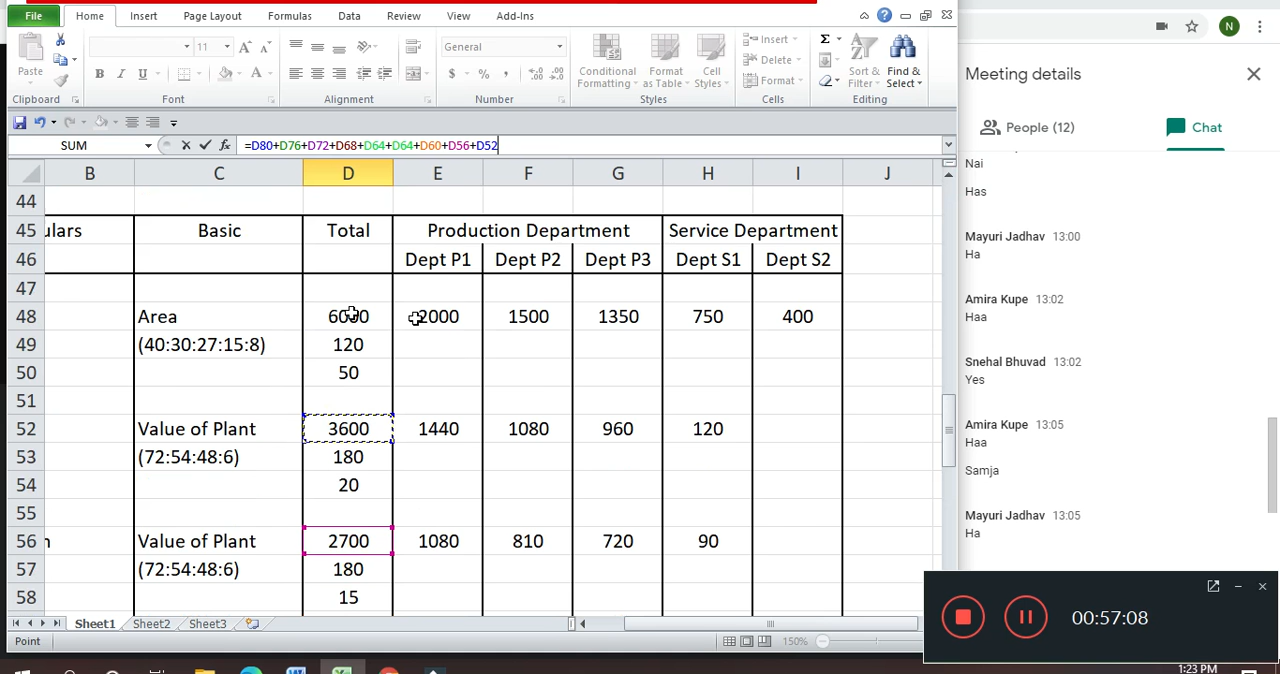 File Home Insert Page Layout Formulas Data Review View Add-Ins
11 A A General Σ
Paste B I U A $ % , Conditional Formatting Format as Table Cell Styles Insert Delete Format Sort & Filter Find & Select
Clipboard Font Alignment Number Styles Cells Editing
SUM fx =D80+D76+D72+D68+D64+D64+D60+D56+D52
B C D E F G H I J
44
45 ulars Basic Total Production Department Service Department
46 Dept P1 Dept P2 Dept P3 Dept S1 Dept S2
47
48 Area 6000 2000 1500 1350 750 400
49 (40:30:27:15:8) 120
50 50
51
52 Value of Plant 3600 1440 1080 960 120
53 (72:54:48:6) 180
54 20
55
56 n Value of Plant 2700 1080 810 720 90
57 (72:54:48:6) 180
58 15
Sheet1 Sheet2 Sheet3
Point 150%
N
Meeting details
People (12) Chat
Nai
Has
Mayuri Jadhav 13:00
Ha
Amira Kupe 13:02
Haa
Snehal Bhuvad 13:02
Yes
Amira Kupe 13:05
Haa
Samja
Mayuri Jadhav 13:05
Ha
00:57:08
1:23 PM